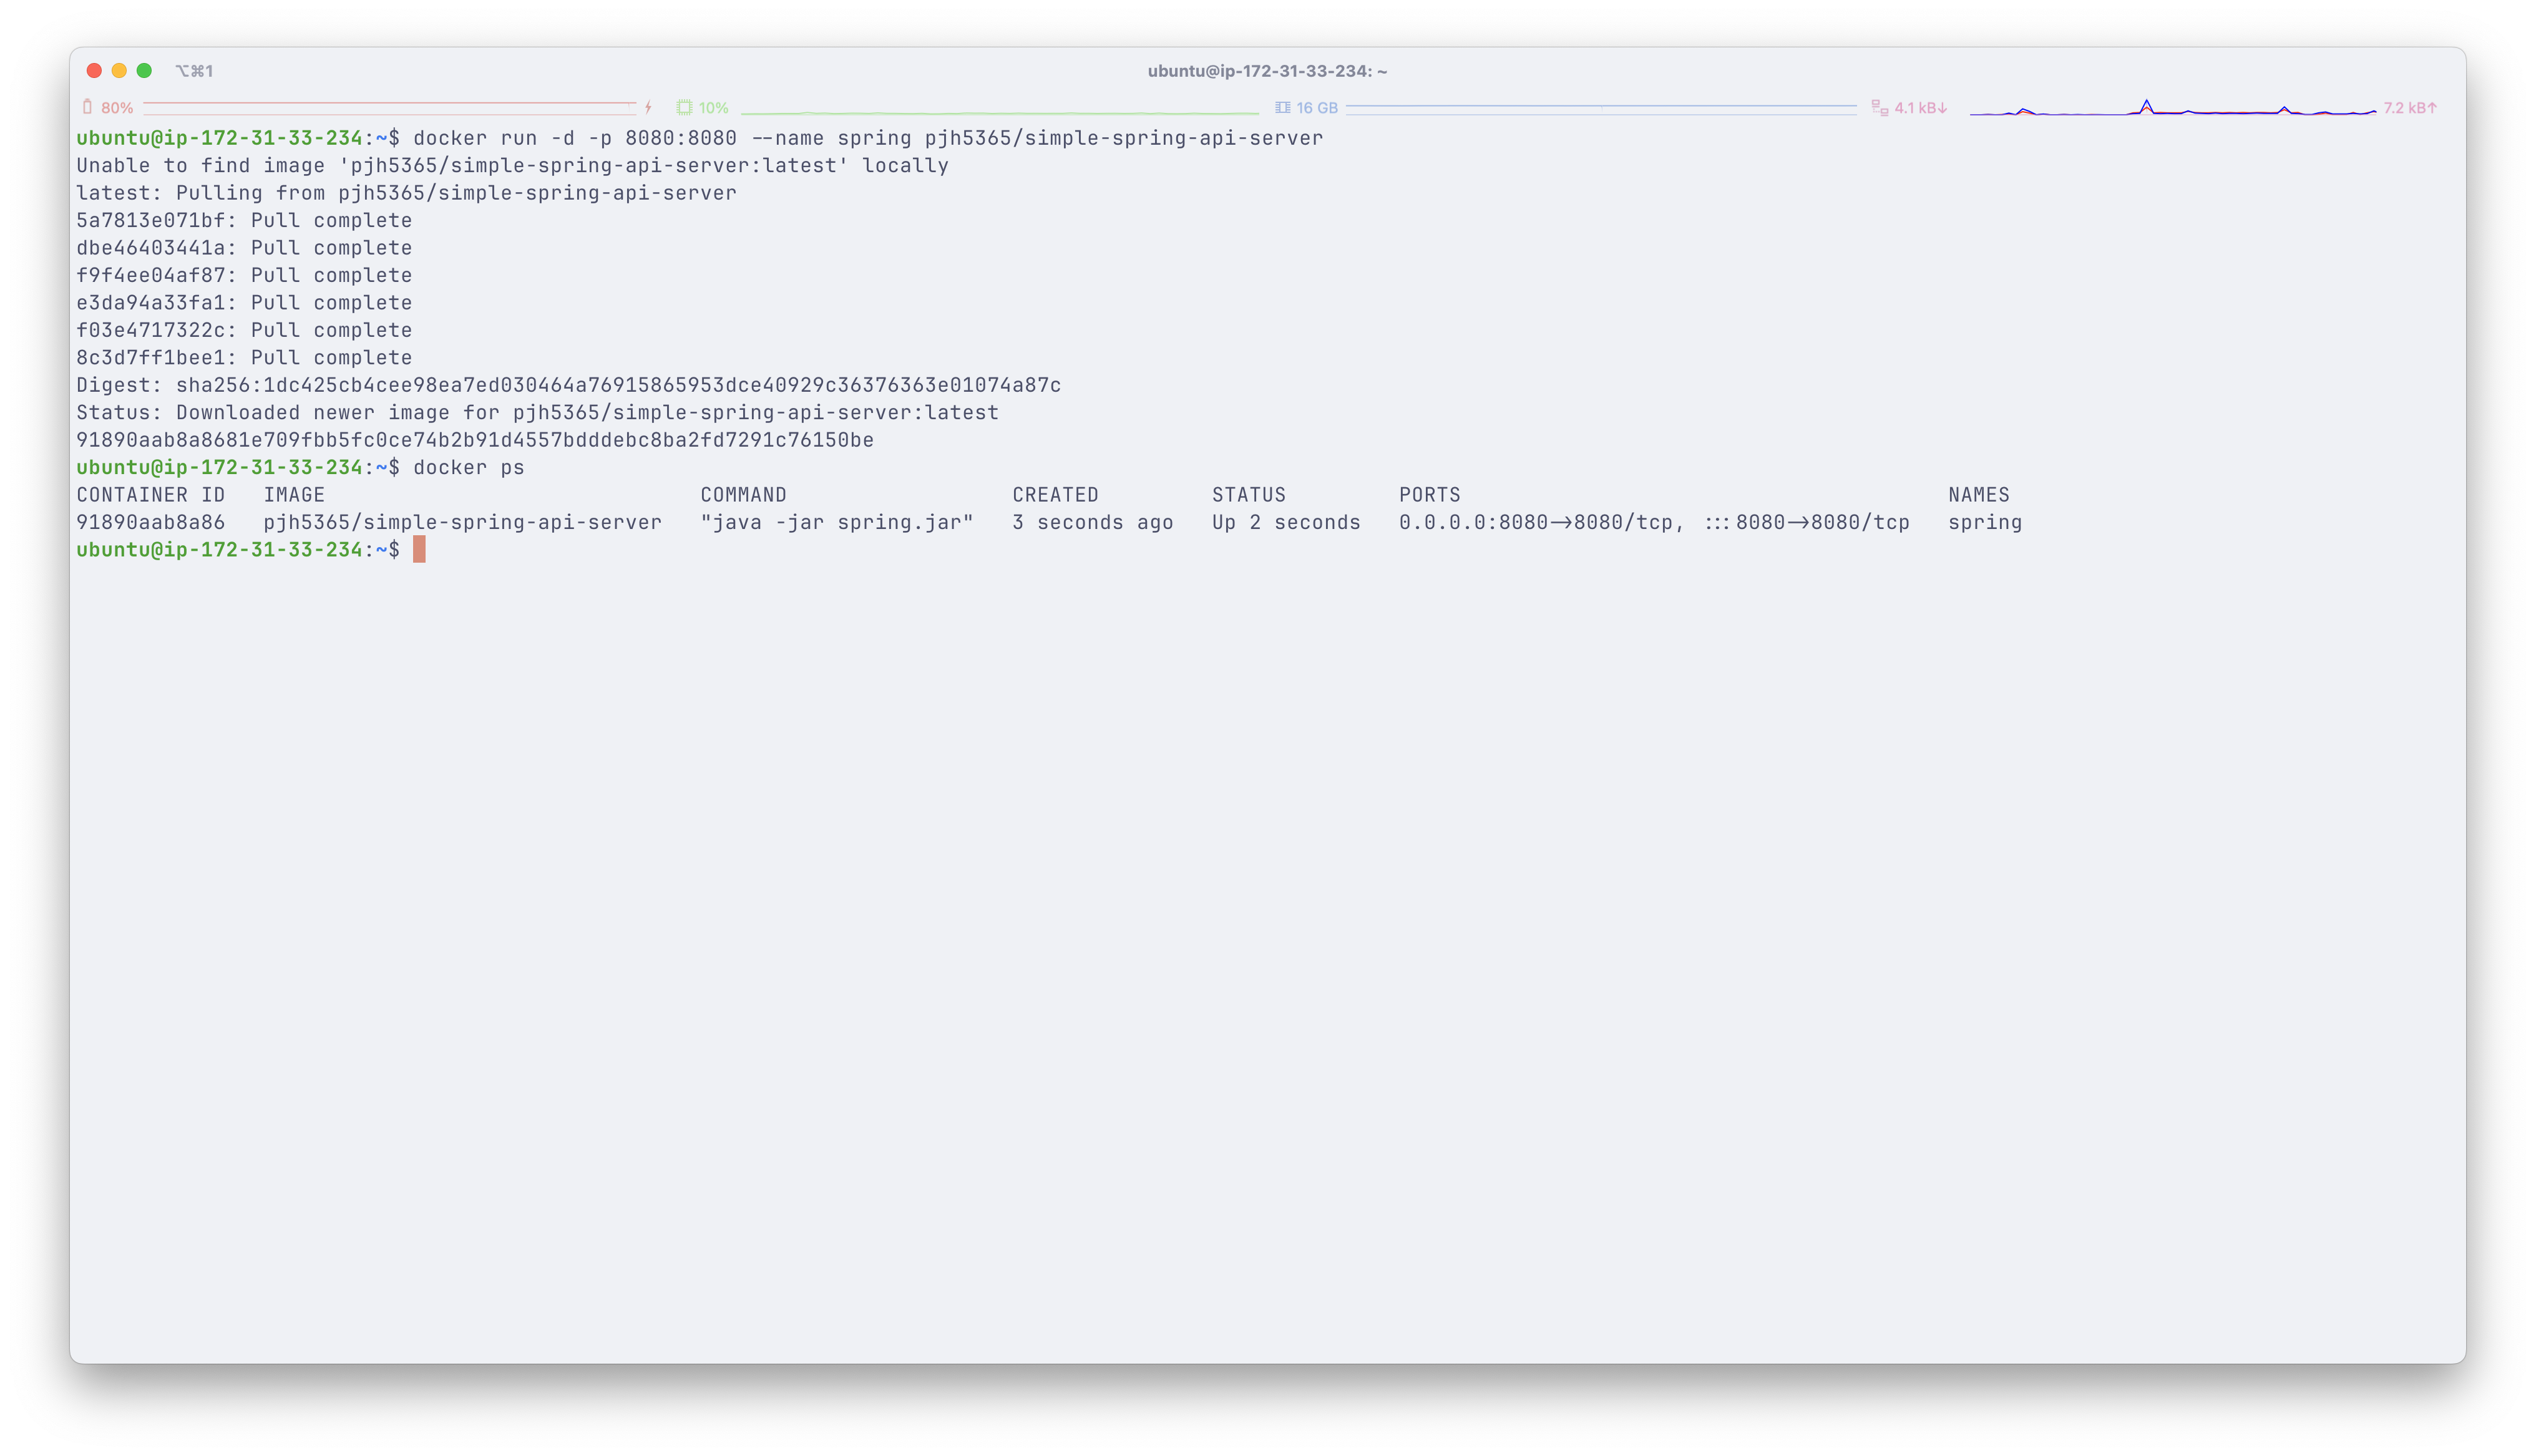 ⌥⌘1
ubuntu@ip-172-31-33-234: ~
80% 10% 16 GB 4.1 kB↓ 7.2 kB↑
ubuntu@ip-172-31-33-234:~$ docker run -d -p 8080:8080 --name spring pjh5365/simple-spring-api-server
Unable to find image 'pjh5365/simple-spring-api-server:latest' locally
latest: Pulling from pjh5365/simple-spring-api-server
5a7813e071bf: Pull complete
dbe46403441a: Pull complete
f9f4ee04af87: Pull complete
e3da94a33fa1: Pull complete
f03e4717322c: Pull complete
8c3d7ff1bee1: Pull complete
Digest: sha256:1dc425cb4cee98ea7ed030464a76915865953dce40929c36376363e01074a87c
Status: Downloaded newer image for pjh5365/simple-spring-api-server:latest
91890aab8a8681e709fbb5fc0ce74b2b91d4557bdddebc8ba2fd7291c76150be
ubuntu@ip-172-31-33-234:~$ docker ps
CONTAINER ID   IMAGE                              COMMAND                  CREATED         STATUS         PORTS                                       NAMES
91890aab8a86   pjh5365/simple-spring-api-server   "java -jar spring.jar"   3 seconds ago   Up 2 seconds   0.0.0.0:8080->8080/tcp, :::8080->8080/tcp   spring
ubuntu@ip-172-31-33-234:~$